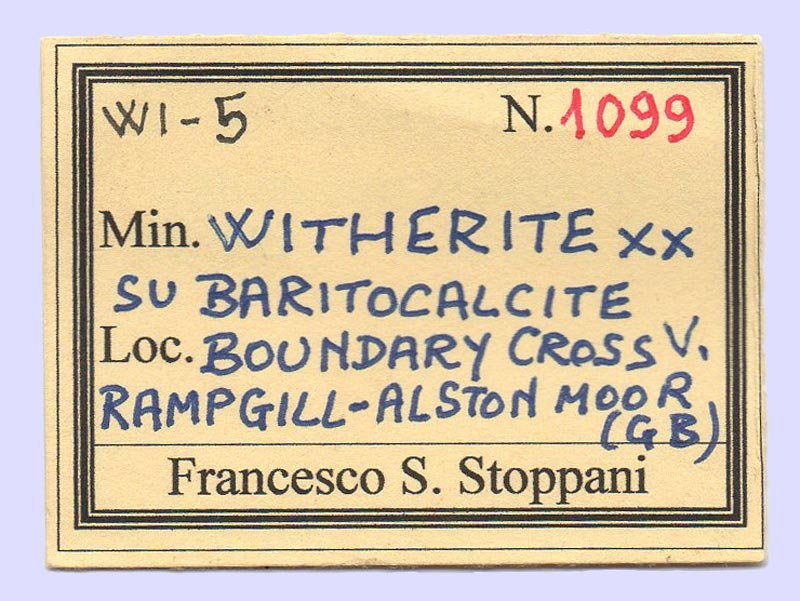 WI-5 N.1099
Min. WITHERITE xx
SU BARITOCALCITE
Loc. BOUNDARY CROSS V.
RAMPGILL-ALSTON MOOR
(GB)
Francesco S. Stoppani